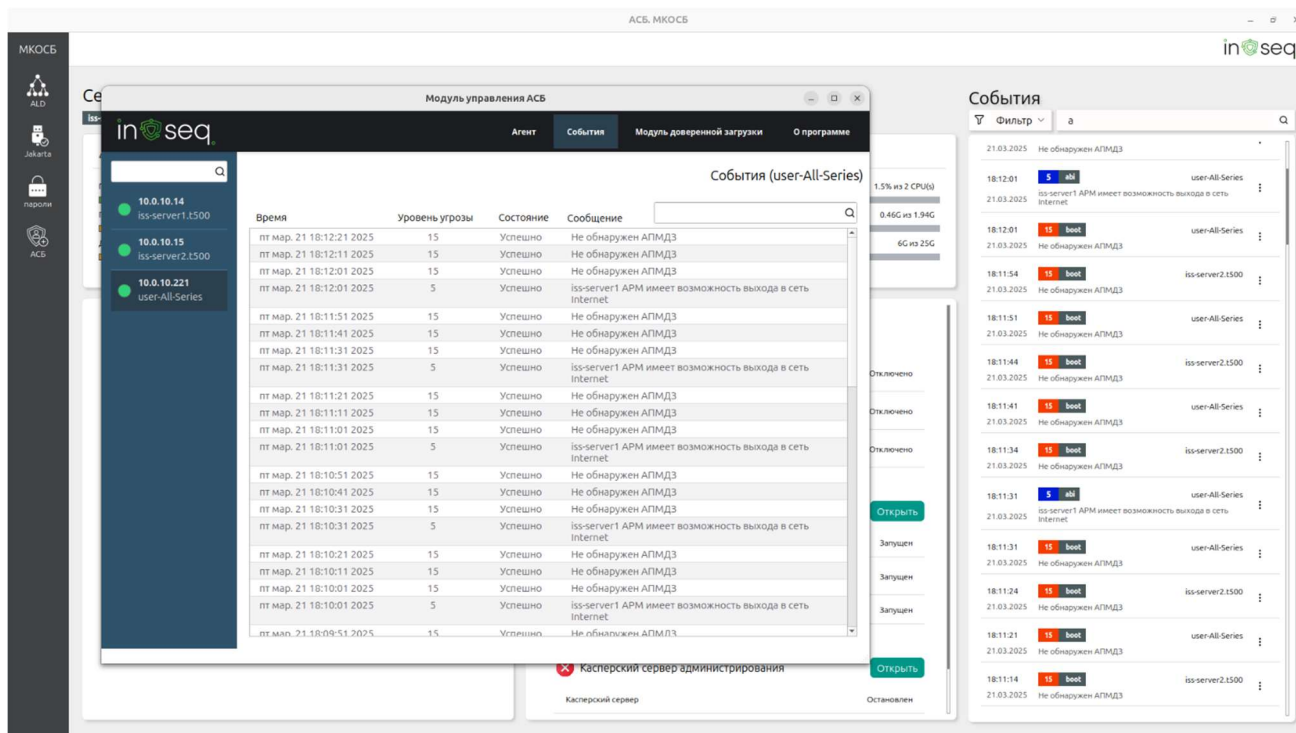 АСБ. МКОСБ
МКОСБ
in seq
ALD
Jakarta
пароли
АСБ
Се
iss-
Модуль управления АСБ
in seq.
Агент События Модуль доверенной загрузки О программе
10.0.10.14
iss-server1.t500
10.0.10.15
iss-server2.t500
10.0.10.221
user-All-Series
События (user-All-Series)
Время Уровень угрозы Состояние Сообщение
пт мар. 21 18:12:21 2025 15 Успешно Не обнаружен АПМДЗ
пт мар. 21 18:12:11 2025 15 Успешно Не обнаружен АПМДЗ
пт мар. 21 18:12:01 2025 15 Успешно Не обнаружен АПМДЗ
пт мар. 21 18:12:01 2025 5 Успешно iss-server1 АРМ имеет возможность выхода в сеть
Internet
пт мар. 21 18:11:51 2025 15 Успешно Не обнаружен АПМДЗ
пт мар. 21 18:11:41 2025 15 Успешно Не обнаружен АПМДЗ
пт мар. 21 18:11:31 2025 15 Успешно Не обнаружен АПМДЗ
пт мар. 21 18:11:31 2025 5 Успешно iss-server1 АРМ имеет возможность выхода в сеть
Internet
пт мар. 21 18:11:21 2025 15 Успешно Не обнаружен АПМДЗ
пт мар. 21 18:11:11 2025 15 Успешно Не обнаружен АПМДЗ
пт мар. 21 18:11:01 2025 15 Успешно Не обнаружен АПМДЗ
пт мар. 21 18:11:01 2025 5 Успешно iss-server1 АРМ имеет возможность выхода в сеть
Internet
пт мар. 21 18:10:51 2025 15 Успешно Не обнаружен АПМДЗ
пт мар. 21 18:10:41 2025 15 Успешно Не обнаружен АПМДЗ
пт мар. 21 18:10:31 2025 15 Успешно Не обнаружен АПМДЗ
пт мар. 21 18:10:31 2025 5 Успешно iss-server1 АРМ имеет возможность выхода в сеть
Internet
пт мар. 21 18:10:21 2025 15 Успешно Не обнаружен АПМДЗ
пт мар. 21 18:10:11 2025 15 Успешно Не обнаружен АПМДЗ
пт мар. 21 18:10:01 2025 15 Успешно Не обнаружен АПМДЗ
пт мар. 21 18:10:01 2025 5 Успешно iss-server1 АРМ имеет возможность выхода в сеть
Internet
пт мар. 21 18:09:51 2025 15 Успешно Не обнаружен АПМДЗ
1.5% из 2 CPU(s)
0.46G из 1.94G
6G из 25G
Отключено
Отключено
Отключено
Открыть
Запущен
Запущен
Запущен
Касперский сервер администрирования Открыть
Касперский сервер Остановлен
События
Фильтр а
21.03.2025 Не обнаружен АПМДЗ
18:12:01 5 abi user-All-Series
21.03.2025 iss-server1 АРМ имеет возможность выхода в сеть
Internet
18:12:01 15 boot user-All-Series
21.03.2025 Не обнаружен АПМДЗ
18:11:54 15 boot iss-server2.t500
21.03.2025 Не обнаружен АПМДЗ
18:11:51 15 boot user-All-Series
21.03.2025 Не обнаружен АПМДЗ
18:11:44 15 boot iss-server2.t500
21.03.2025 Не обнаружен АПМДЗ
18:11:41 15 boot user-All-Series
21.03.2025 Не обнаружен АПМДЗ
18:11:34 15 boot iss-server2.t500
21.03.2025 Не обнаружен АПМДЗ
18:11:31 5 abi user-All-Series
21.03.2025 iss-server1 АРМ имеет возможность выхода в сеть
Internet
18:11:31 15 boot user-All-Series
21.03.2025 Не обнаружен АПМДЗ
18:11:24 15 boot iss-server2.t500
21.03.2025 Не обнаружен АПМДЗ
18:11:21 15 boot user-All-Series
21.03.2025 Не обнаружен АПМДЗ
18:11:14 15 boot iss-server2.t500
21.03.2025 Не обнаружен АПМДЗ